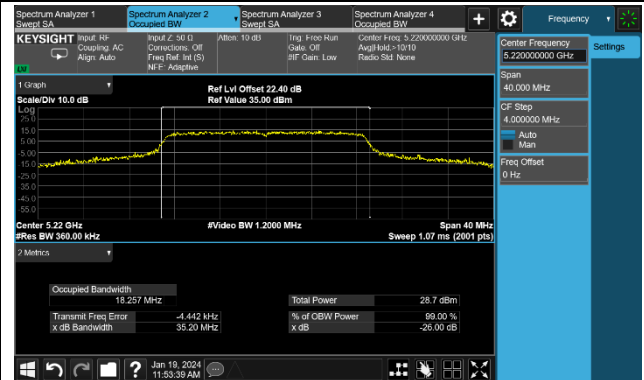 Spectrum Analyzer 1
Swept SA
Spectrum Analyzer 2
Occupied BW
Spectrum Analyzer 3
Swept SA
Spectrum Analyzer 4
Occupied BW
+
Frequency
KEYSIGHT
Input: RF
Coupling: AC
Align: Auto
Input Z: 50 Ω
Corrections: Off
Freq Ref: Int (S)
NFE: Adaptive
Atten: 10 dB
Trig: Free Run
Gate: Off
#IF Gain: Low
Center Freq: 5.220000000 GHz
Avg|Hold:>10/10
Radio Std: None
Center Frequency
5.220000000 GHz
Settings
Span
40.000 MHz
CF Step
4.000000 MHz
Auto
Man
Freq Offset
0 Hz
1 Graph
Ref Lvl Offset 22.40 dB
Scale/Div 10.0 dB
Ref Value 35.00 dBm
Log
25.0
15.0
5.00
-5.00
-15.0
-25.0
-35.0
-45.0
-55.0
Center 5.22 GHz
#Video BW 1.2000 MHz
Span 40 MHz
#Res BW 360.00 kHz
Sweep 1.07 ms (2001 pts)
2 Metrics
Occupied Bandwidth
18.257 MHz
Total Power
28.7 dBm
Transmit Freq Error
-4.442 kHz
% of OBW Power
99.00 %
x dB Bandwidth
35.20 MHz
x dB
-26.00 dB
?
Jan 19, 2024
11:53:39 AM